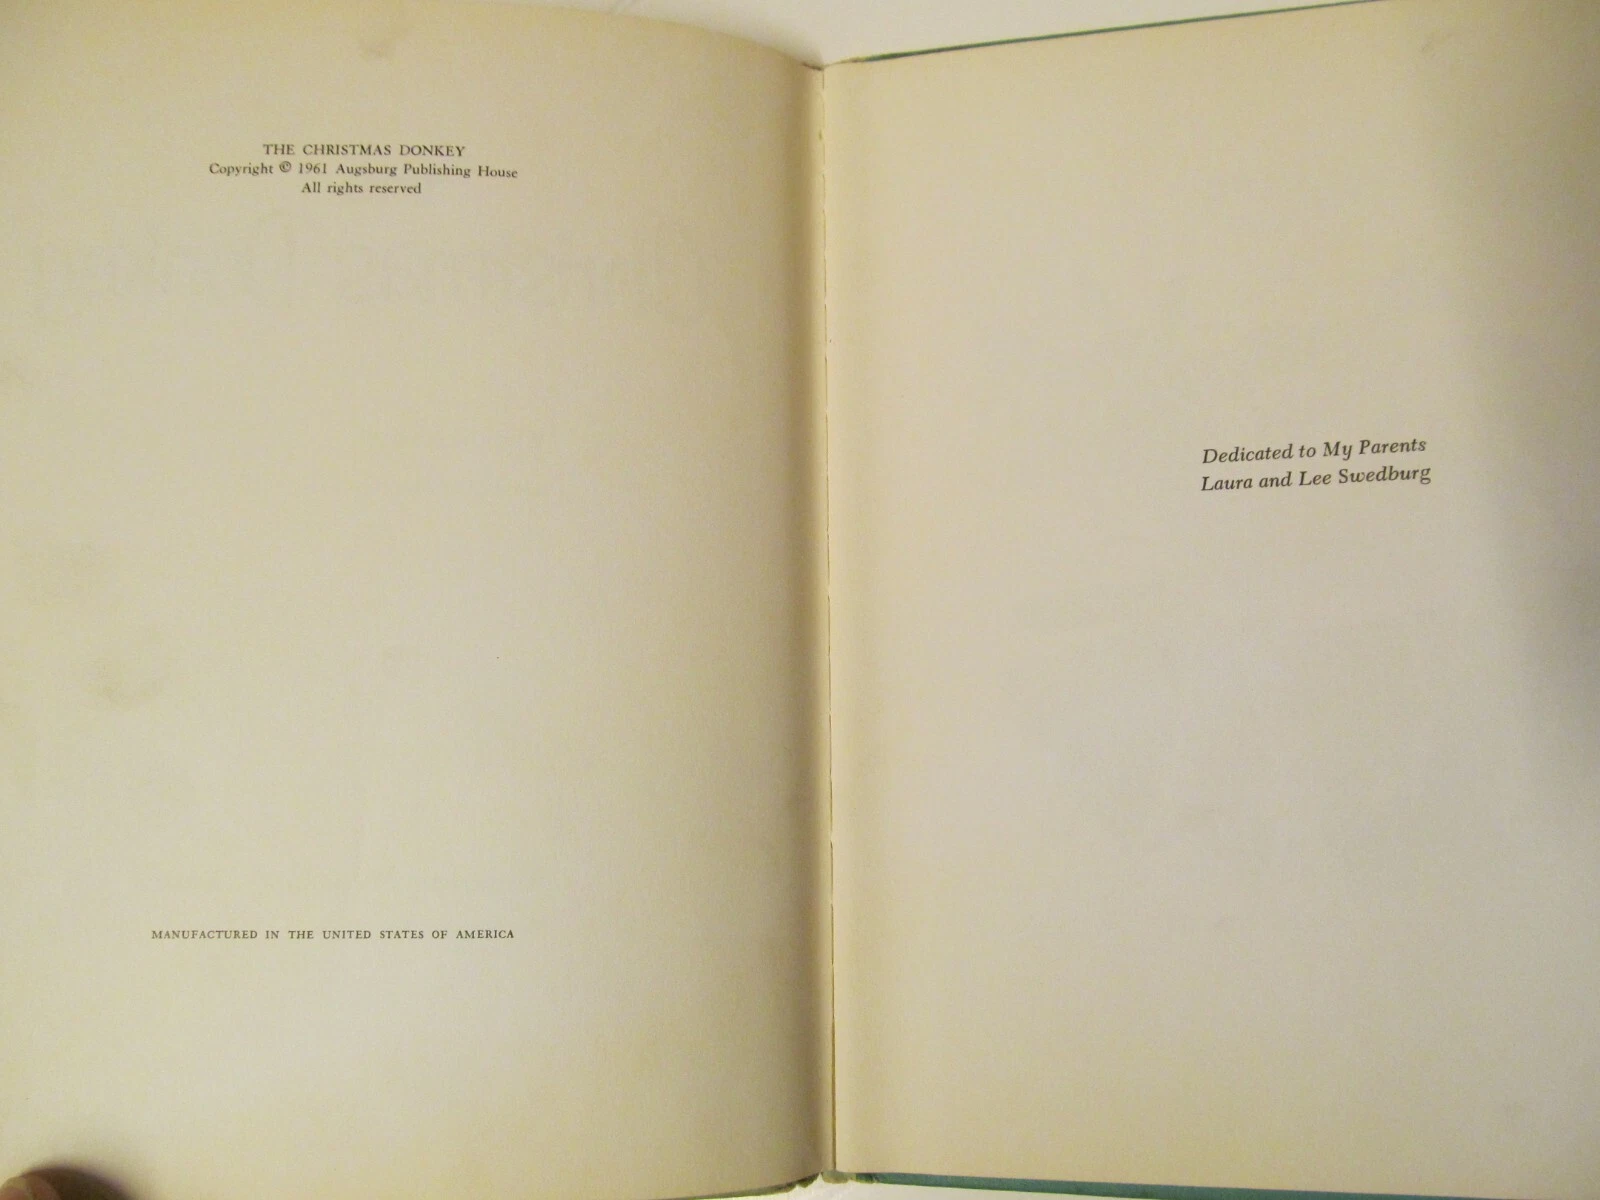 THE CHRISTMAS DONKEY
Copyright © 1961 Augsburg Publishing House
All rights reserved
MANUFACTURED IN THE UNITED STATES OF AMERICA
Dedicated to My Parents
Laura and Lee Swedburg